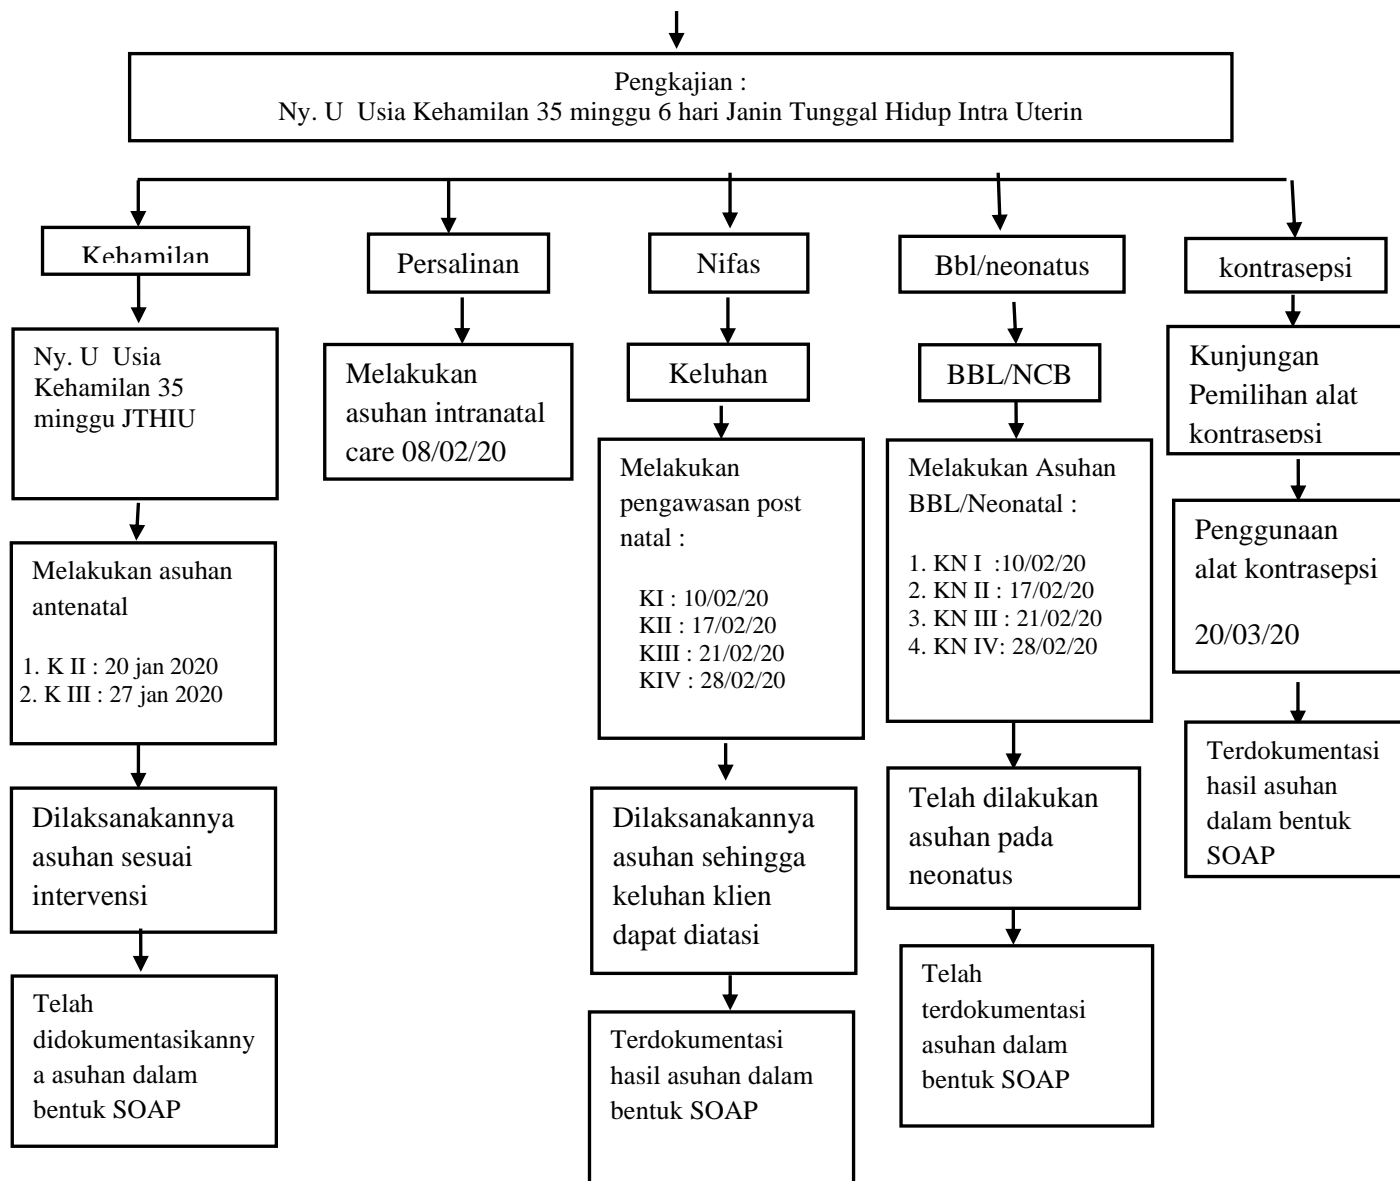 Pengkajian :
Ny. U Usia Kehamilan 35 minggu 6 hari Janin Tunggal Hidup Intra Uterin
Kehamilan
Ny. U Usia
Kehamilan 35
minggu JTHIU
Melakukan asuhan
antenatal
1. K II : 20 jan 2020
2. K III : 27 jan 2020
Dilaksanakannya
asuhan sesuai
intervensi
Telah
didokumentasikanny
a asuhan dalam
bentuk SOAP
Persalinan
Melakukan
asuhan intranatal
care 08/02/20
Nifas
Keluhan
Melakukan
pengawasan post
natal :
KI : 10/02/20
KII : 17/02/20
KIII : 21/02/20
KIV : 28/02/20
Dilaksanakannya
asuhan sehingga
keluhan klien
dapat diatasi
Terdokumentasi
hasil asuhan dalam
bentuk SOAP
Bbl/neonatus
BBL/NCB
Melakukan Asuhan
BBL/Neonatal :
1. KN I :10/02/20
2. KN II : 17/02/20
3. KN III : 21/02/20
4. KN IV: 28/02/20
Telah dilakukan
asuhan pada
neonatus
Telah
terdokumentasi
asuhan dalam
bentuk SOAP
kontrasepsi
Kunjungan
Pemilihan alat
kontrasepsi
Penggunaan
alat kontrasepsi
20/03/20
Terdokumentasi
hasil asuhan
dalam bentuk
SOAP